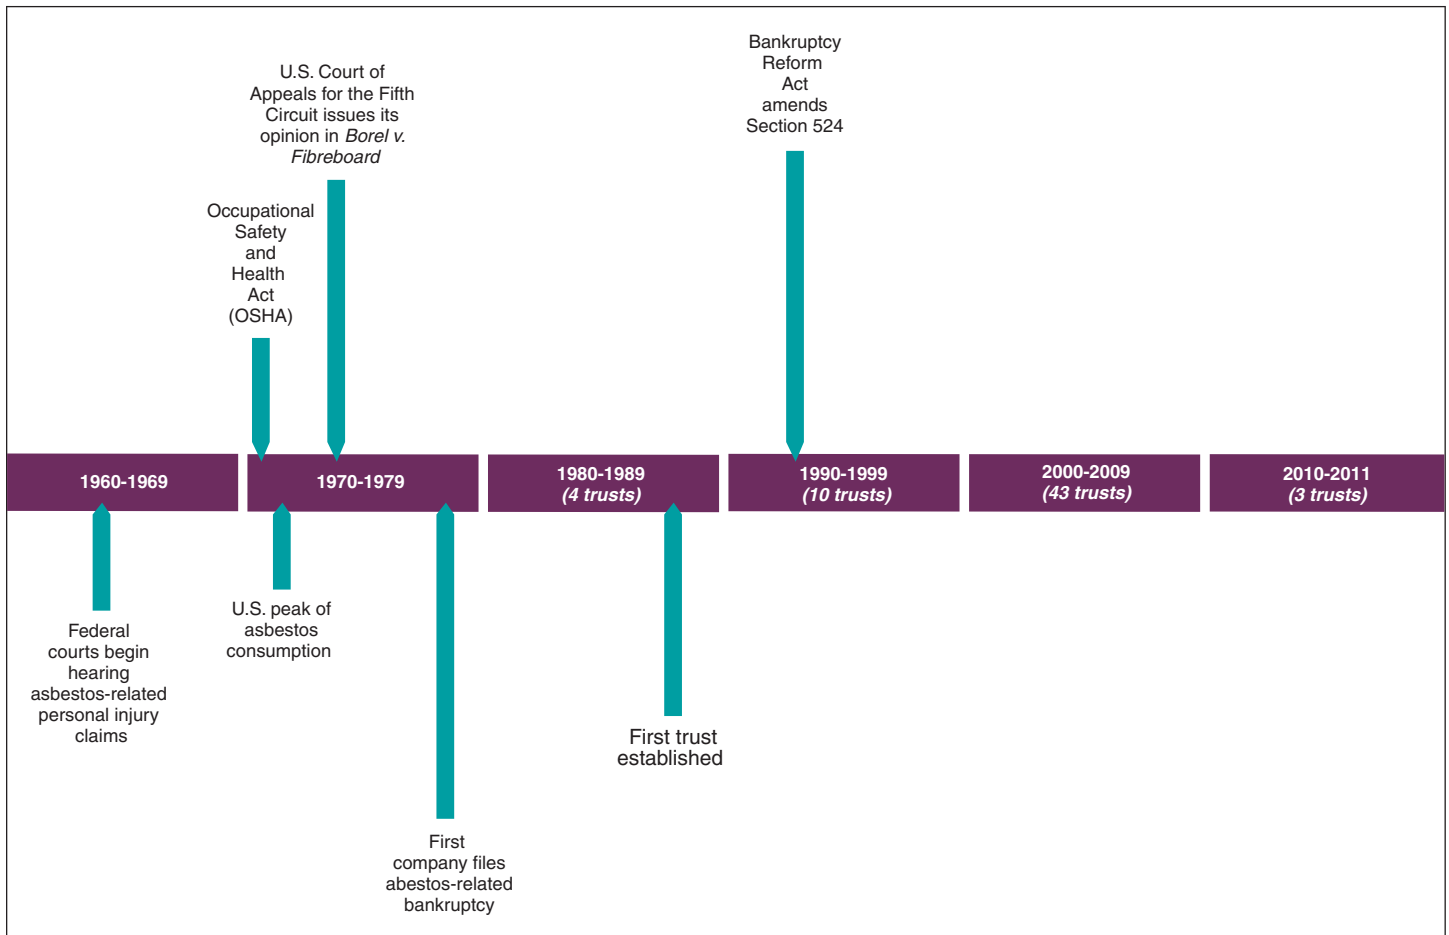 Bankruptcy
Reform
Act
amends
Section 524
U.S. Court of
Appeals for the Fifth
Circuit issues its
opinion in Borel v.
Fibreboard
Occupational
Safety
and
Health
Act
(OSHA)
1960-1969
1970-1979
1980-1989
(4 trusts)
1990-1999
(10 trusts)
2000-2009
(43 trusts)
2010-2011
(3 trusts)
Federal
courts begin
hearing
asbestos-related
personal injury
claims
U.S. peak of
asbestos
consumption
First
company files
abestos-related
bankruptcy
First trust
established